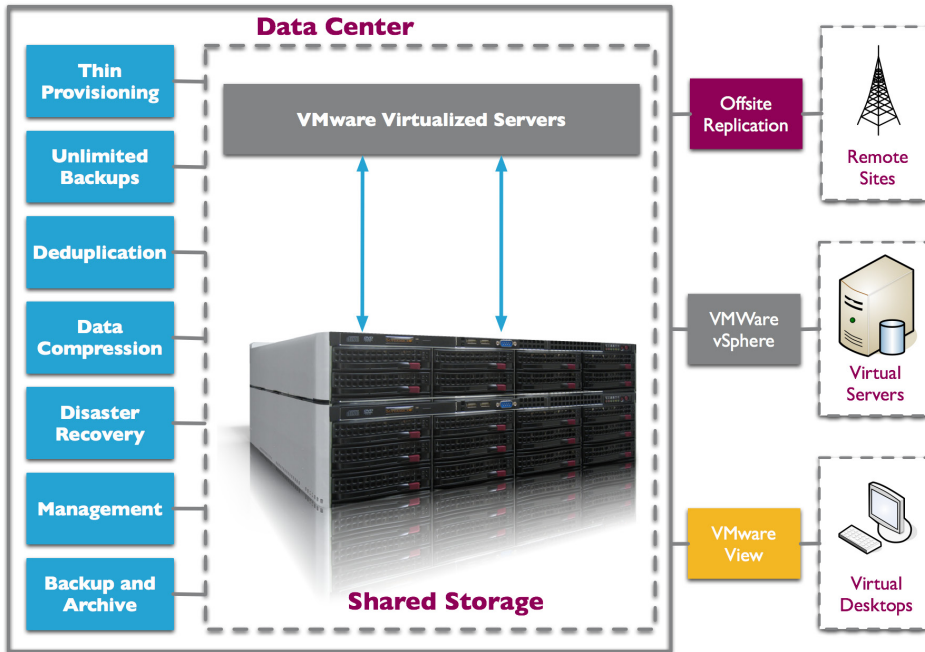 Data Center
Thin
Provisioning
Unlimited
Backups
Deduplication
Data
Compression
Disaster
Recovery
Management
Backup and
Archive
VMware Virtualized Servers
Shared Storage
Offsite
Replication
Remote
Sites
VMWare
vSphere
Virtual
Servers
VMware
View
Virtual
Desktops